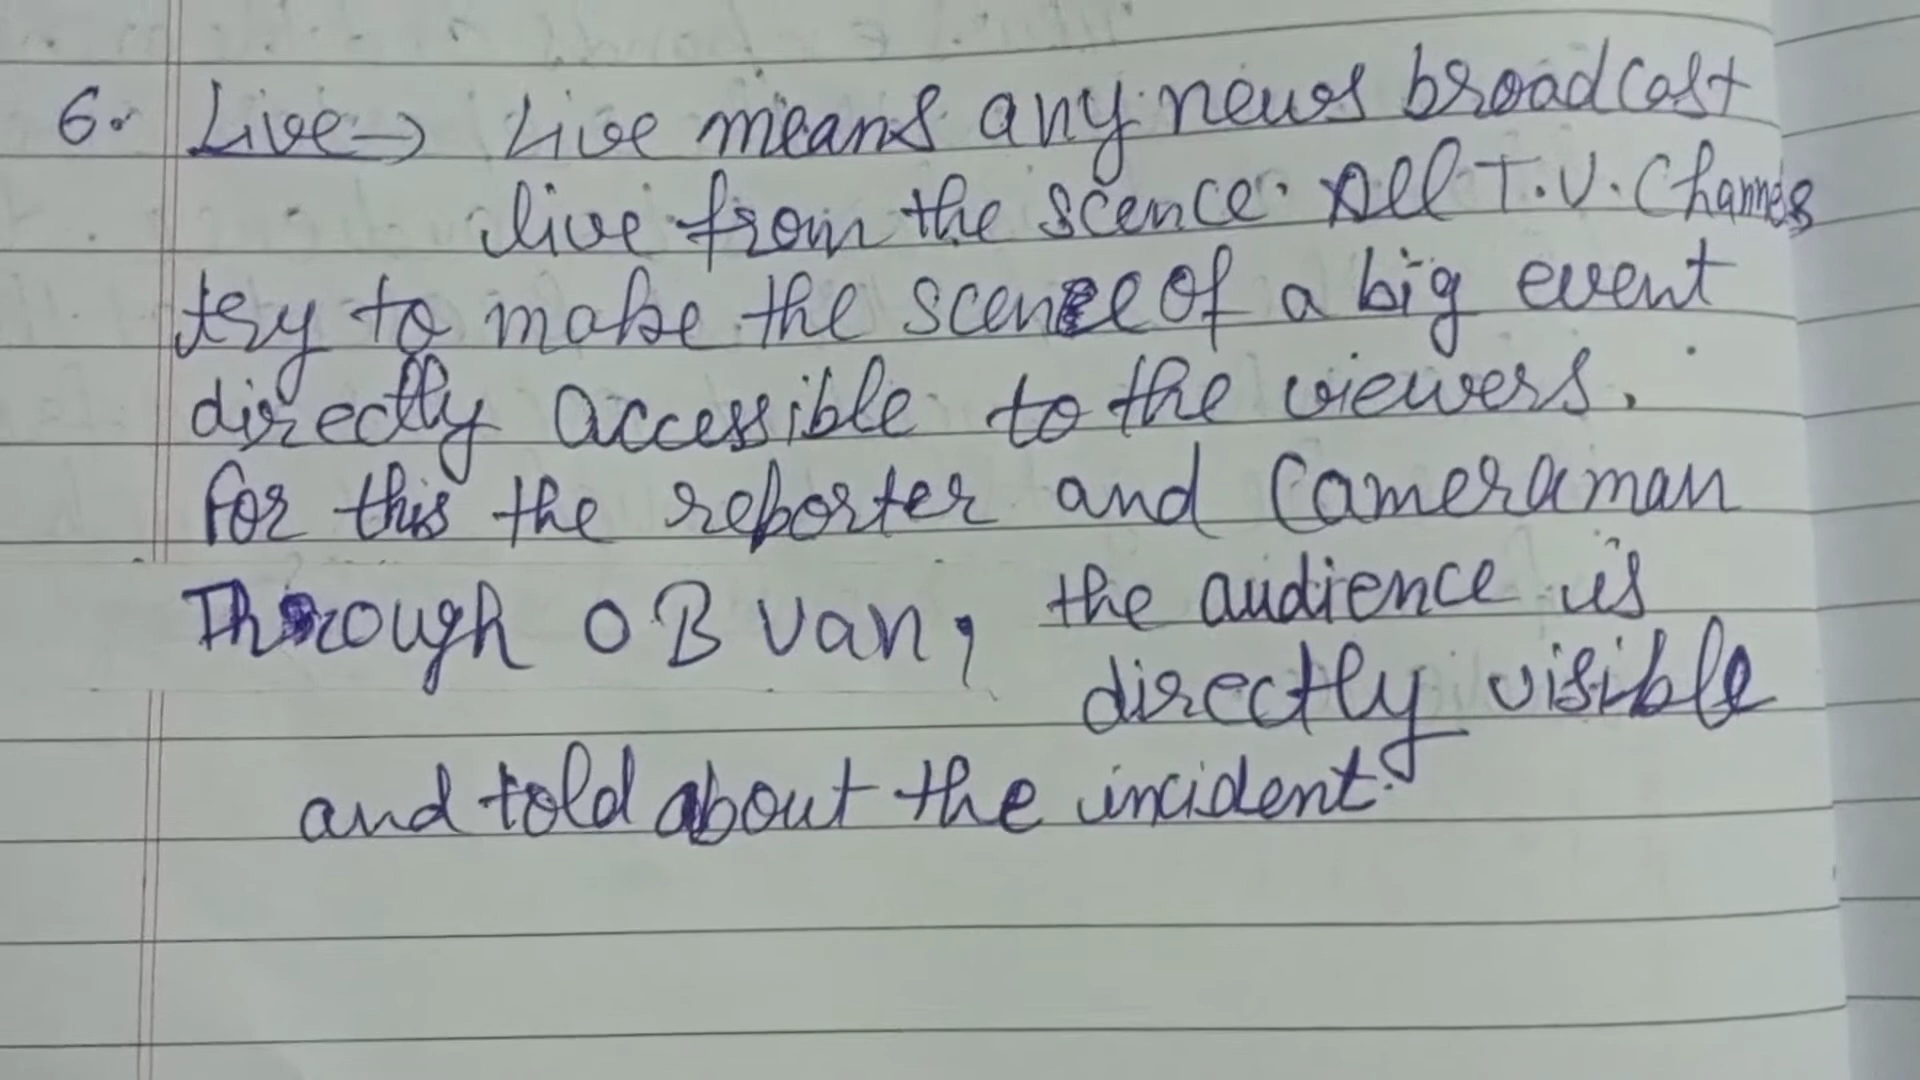 6. Live → Live means any news broadcast
live from the scence. All T.V. Channels
try to make the scene of a big event
directly accessible to the viewers.
for this the reporter and Cameraman
Through OB van, the audience is
directly visible
and told about the incident.